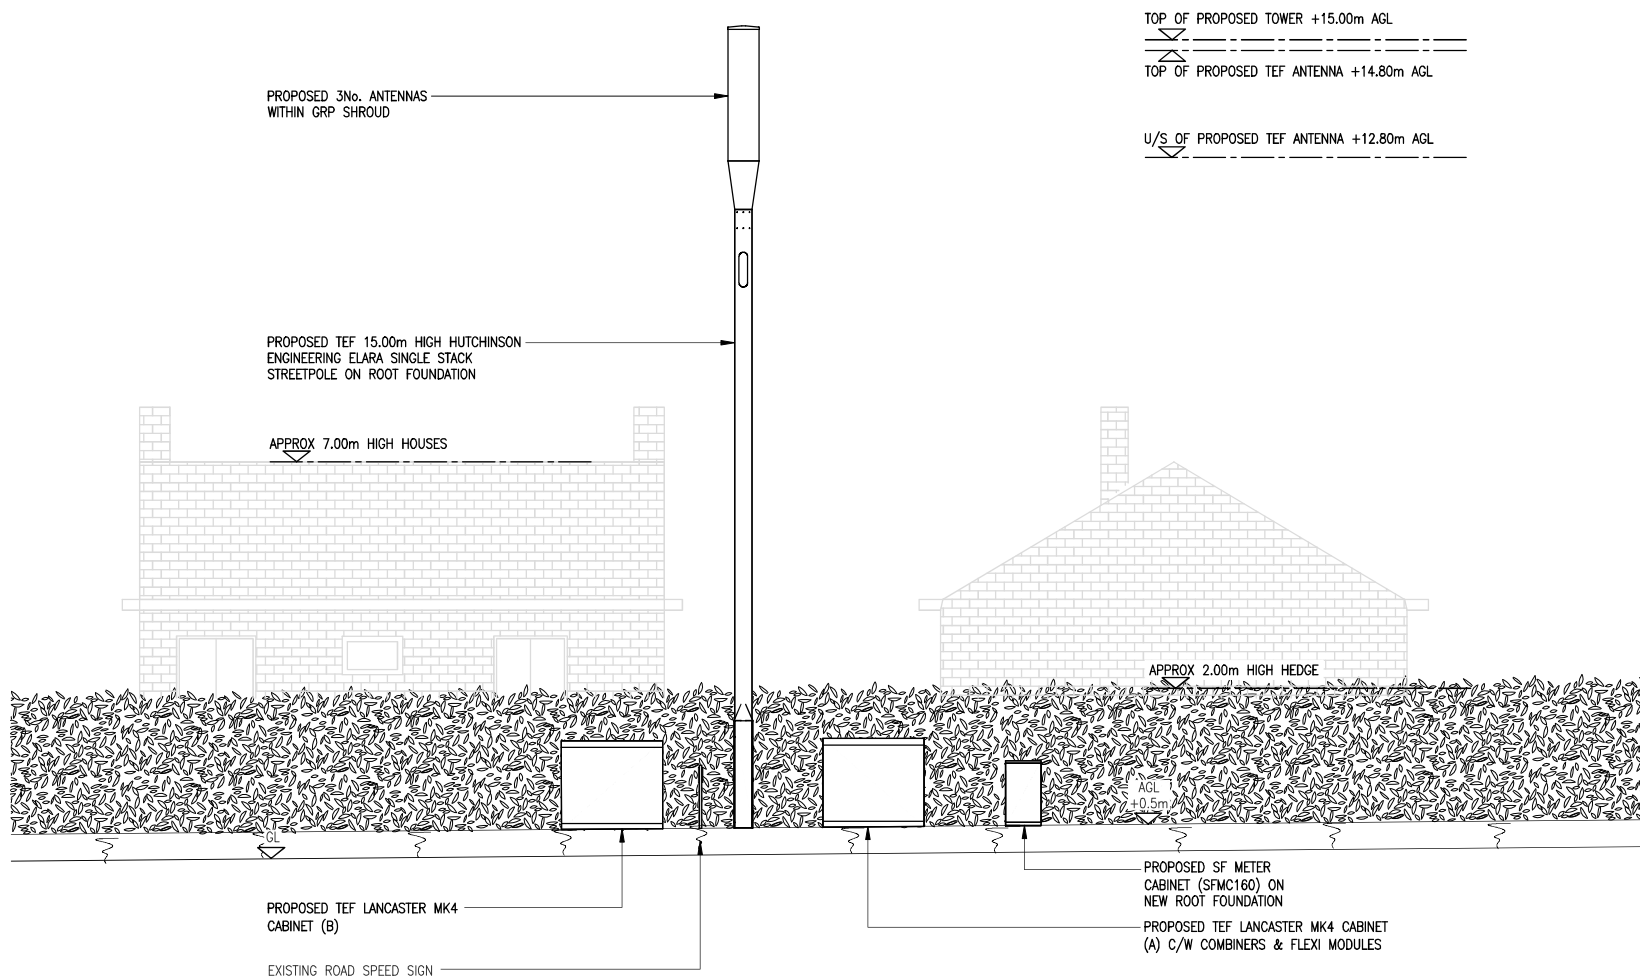 TOP OF PROPOSED TOWER +15.00m AGL
TOP OF PROPOSED TEF ANTENNA +14.80m AGL
PROPOSED 3No. ANTENNAS
WITHIN GRP SHROUD
U/S OF PROPOSED TEF ANTENNA +12.80m AGL
PROPOSED TEF 15.00m HIGH HUTCHINSON
ENGINEERING ELARA SINGLE STACK
STREETPOLE ON ROOT FOUNDATION
APPROX 7.00m HIGH HOUSES
APPROX 2.00m HIGH HEDGE
AGL
+0.5m
GL
PROPOSED SF METER
CABINET (SFMC160) ON
NEW ROOT FOUNDATION
PROPOSED TEF LANCASTER MK4
CABINET (B)
PROPOSED TEF LANCASTER MK4 CABINET
(A) C/W COMBINERS & FLEXI MODULES
EXISTING ROAD SPEED SIGN